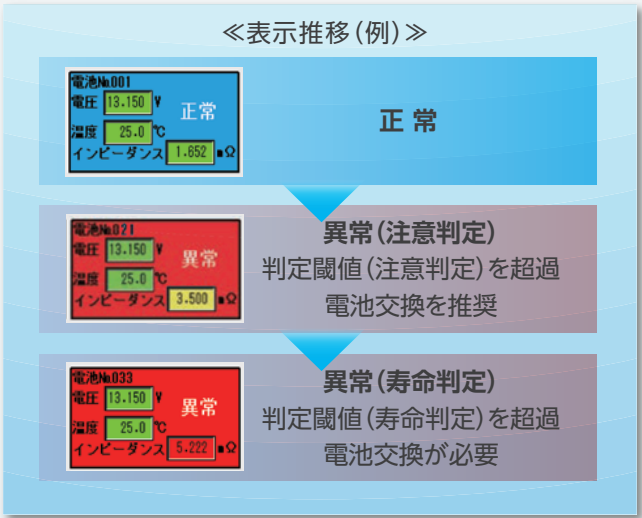 ≪表示推移(例)≫
電池№001
電圧 13.150 V
正常
温度 25.0 ℃
インピーダンス 1.652 mΩ
正常
電池№021
電圧 13.150 V
異常
温度 25.0 ℃
インピーダンス 3.500 mΩ
異常(注意判定)
判定閾値(注意判定)を超過
電池交換を推奨
電池№033
電圧 13.150 V
異常
温度 25.0 ℃
インピーダンス 5.222 mΩ
異常(寿命判定)
判定閾値(寿命判定)を超過
電池交換が必要